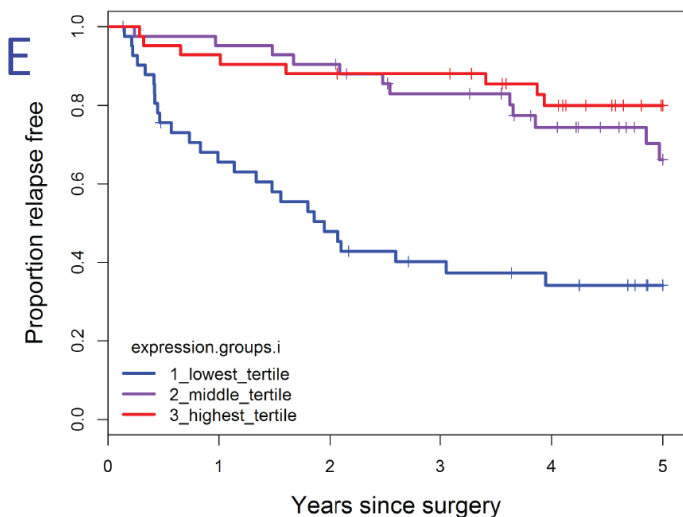 E
Proportion relapse free
1.0
0.8
0.6
0.4
0.2
0.0
expression.groups.i
1_lowest_tertile
2_middle_tertile
3_highest_tertile
0 1 2 3 4 5
Years since surgery